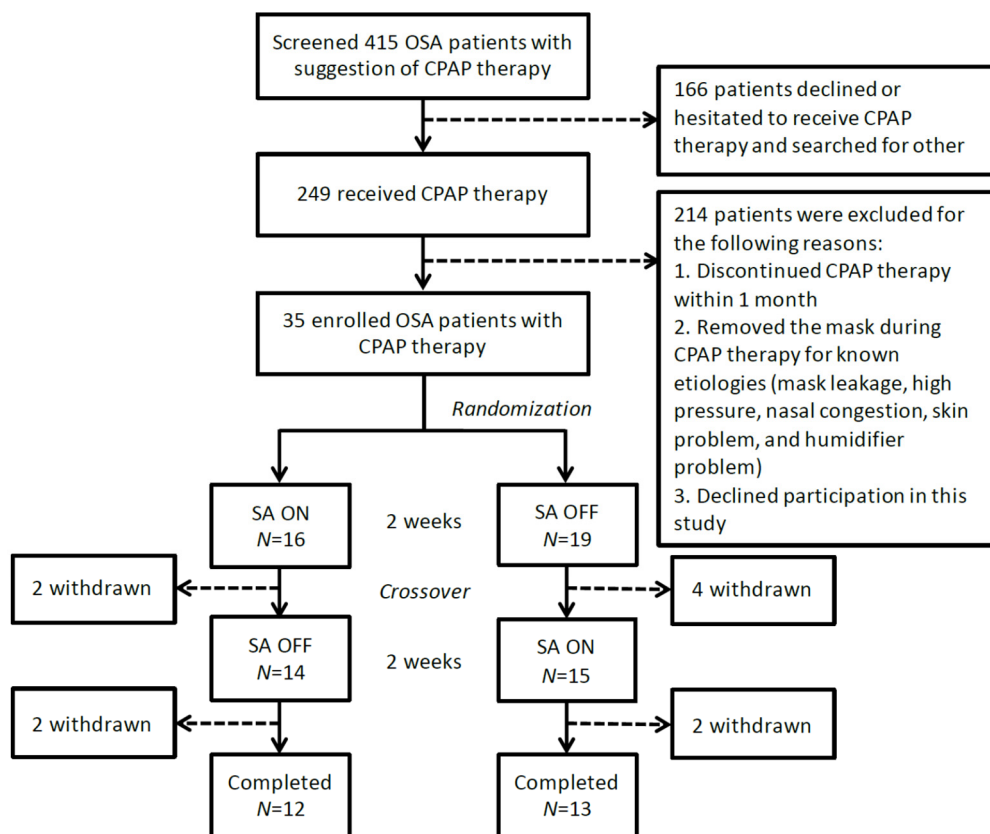 Screened 415 OSA patients with
suggestion of CPAP therapy
166 patients declined or
hesitated to receive CPAP
therapy and searched for other
249 received CPAP therapy
214 patients were excluded for
the following reasons:
1. Discontinued CPAP therapy
within 1 month
2. Removed the mask during
CPAP therapy for known
etiologies (mask leakage, high
pressure, nasal congestion, skin
problem, and humidifier
problem)
3. Declined participation in this
study
35 enrolled OSA patients with
CPAP therapy
Randomization
SA ON
N=16
2 weeks
SA OFF
N=19
2 withdrawn
Crossover
4 withdrawn
SA OFF
N=14
2 weeks
SA ON
N=15
2 withdrawn
2 withdrawn
Completed
N=12
Completed
N=13